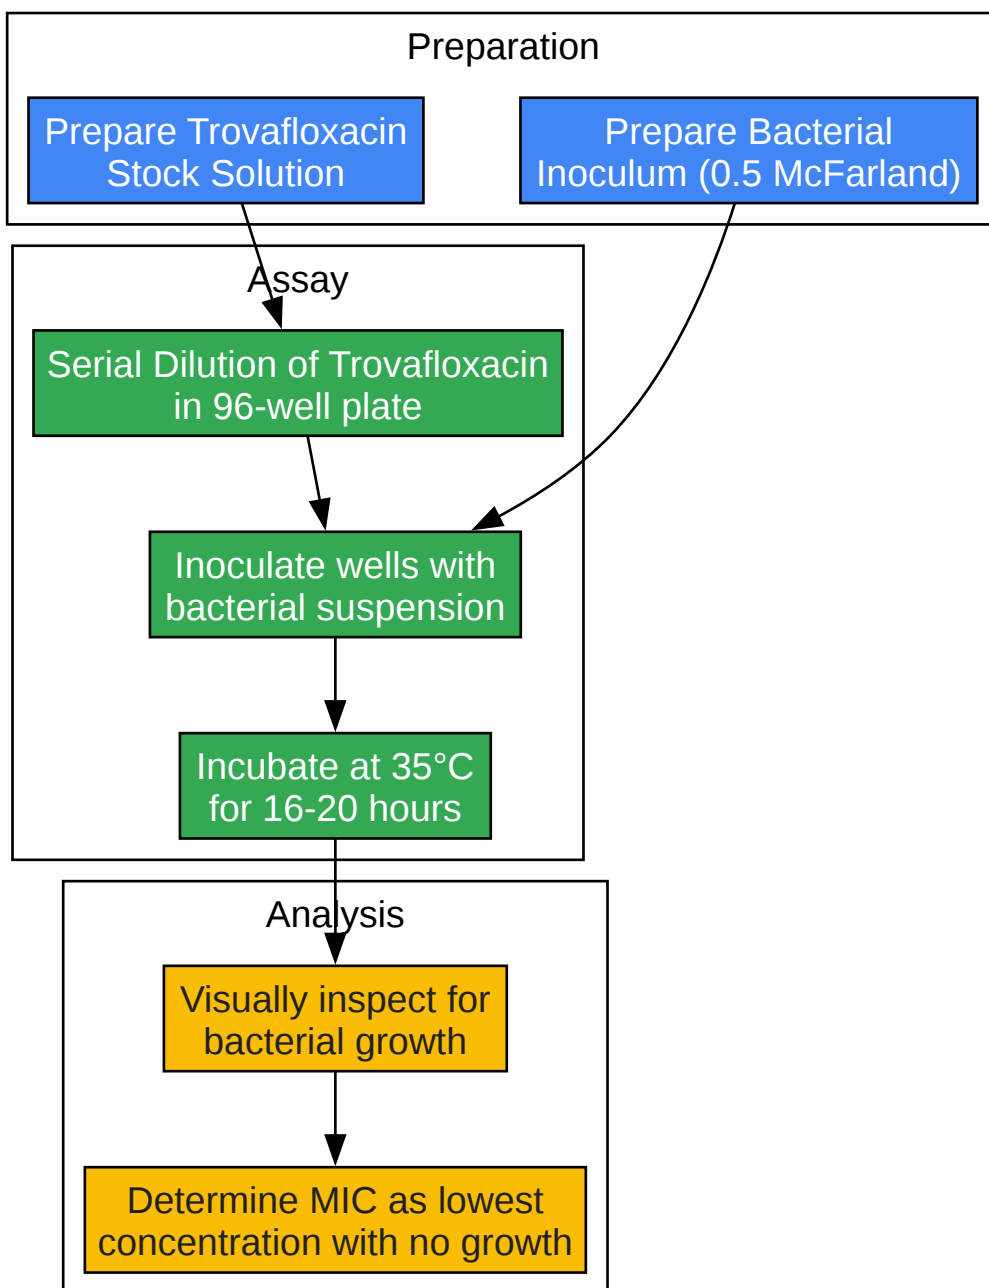 Preparation
Prepare Trovafloxacin
Stock Solution
Prepare Bacterial
Inoculum (0.5 McFarland)
Assay
Serial Dilution of Trovafloxacin
in 96-well plate
Inoculate wells with
bacterial suspension
Incubate at 35°C
for 16-20 hours
Analysis
Visually inspect for
bacterial growth
Determine MIC as lowest
concentration with no growth